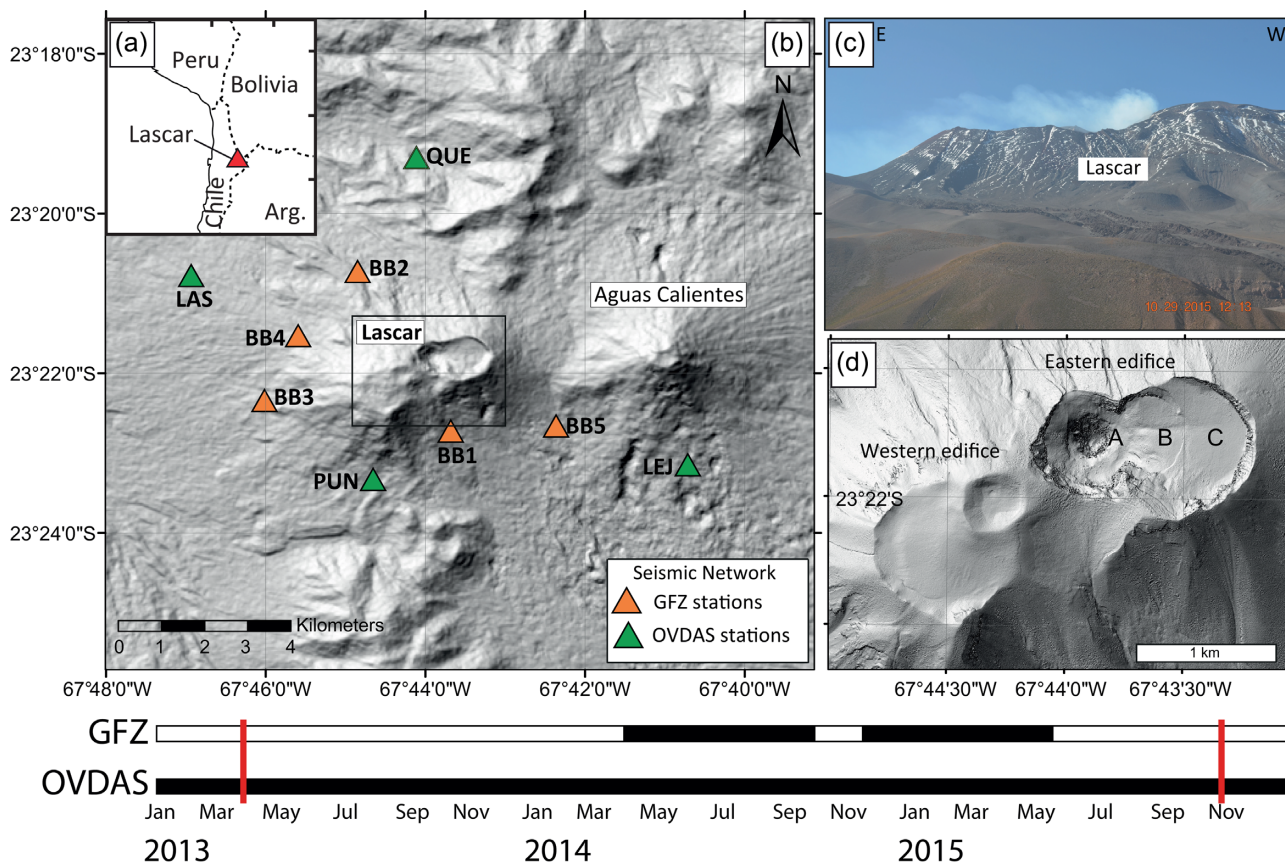 (a)
Peru
Bolivia
Lascar
Chile
Arg.
(b)
N
23°18'0"S
23°20'0"S
23°22'0"S
23°24'0"S
QUE
BB2
LAS
Aguas Calientes
BB4
Lascar
BB3
BB1
BB5
PUN
LEJ
Kilometers
0 1 2 3 4
Seismic Network
GFZ stations
OVDAS stations
67°48'0"W 67°46'0"W 67°44'0"W 67°42'0"W 67°40'0"W
(c)
E W
Lascar
10 29 2015 12 13
(d)
Eastern edifice
A B C
Western edifice
23°22'S
1 km
67°44'30"W 67°44'0"W 67°43'30"W
GFZ
OVDAS
Jan Mar May Jul Sep Nov Jan Mar May Jul Sep Nov Jan Mar May Jul Sep Nov
2013 2014 2015